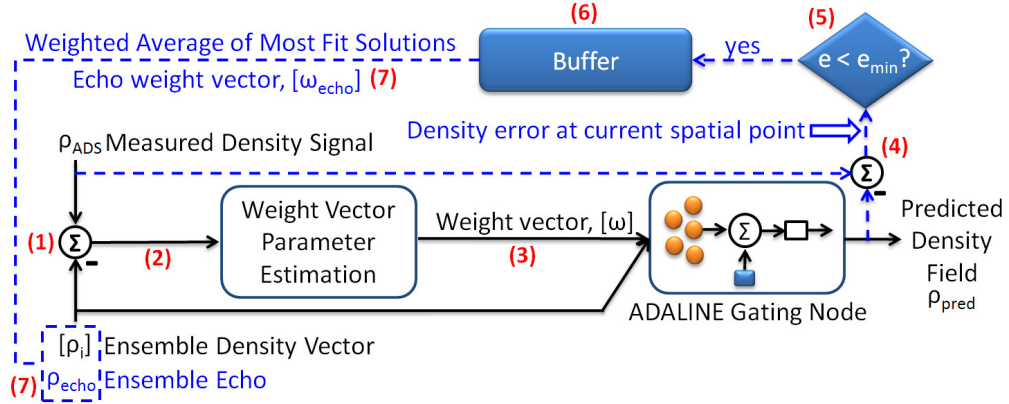 (6)
(5)
Weighted Average of Most Fit Solutions
Buffer
yes
e < e_min?
Echo weight vector, [ω_echo] (7)
Density error at current spatial point
ρ_ADS Measured Density Signal
(4)
Σ
-
Weight Vector
Parameter
Estimation
Weight vector, [ω]
Predicted
Density
Field
ρ_pred
(1)
Σ
-
(2)
(3)
Σ
ADALINE Gating Node
[ρ_i] Ensemble Density Vector
(7)
ρ_echo Ensemble Echo